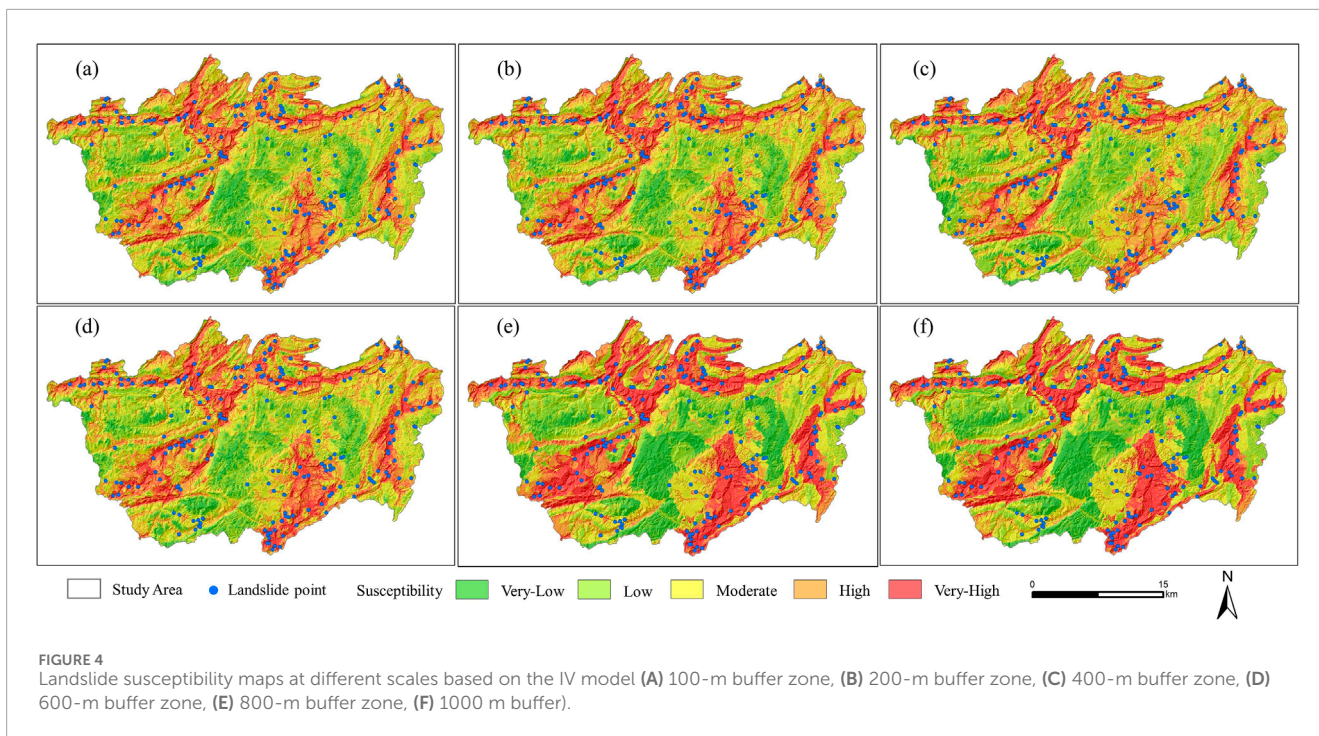 (a)
(b)
(c)
(d)
(e)
(f)
Study Area Landslide point Susceptibility Very-Low Low Moderate High Very-High 0 15 km N
FIGURE 4
Landslide susceptibility maps at different scales based on the IV model (A) 100-m buffer zone, (B) 200-m buffer zone, (C) 400-m buffer zone, (D)
600-m buffer zone, (E) 800-m buffer zone, (F) 1000 m buffer).